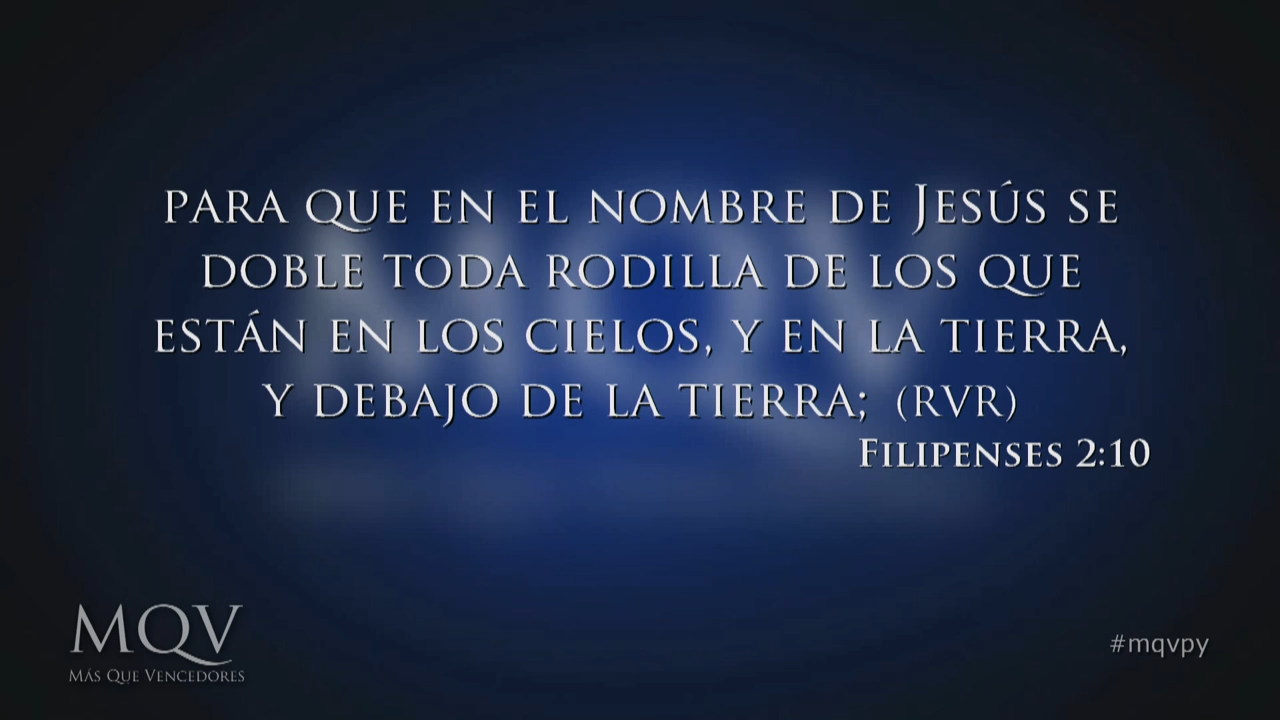 para que en el nombre de Jesús se
doble toda rodilla de los que
están en los cielos, y en la tierra,
y debajo de la tierra; (RVR)
Filipenses 2:10
MQV
Más Que Vencedores
#mqvpy